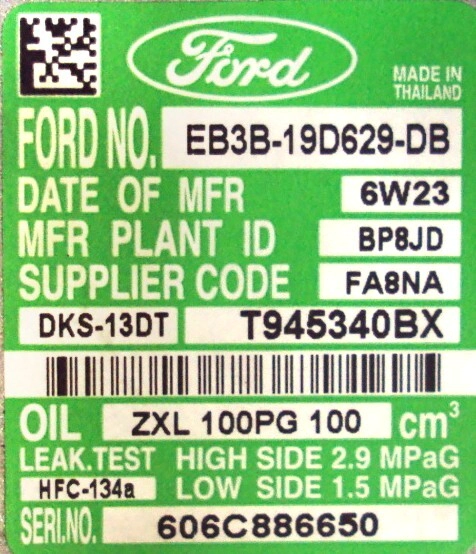 Ford
MADE IN
THAILAND
FORD NO. EB3B-19D629-DB
DATE OF MFR 6W23
MFR PLANT ID BP8JD
SUPPLIER CODE FA8NA
DKS-13DT T945340BX
OIL ZXL 100PG 100 cm³
LEAK.TEST HIGH SIDE 2.9 MPaG
HFC-134a LOW SIDE 1.5 MPaG
SERI.NO. 606C886650